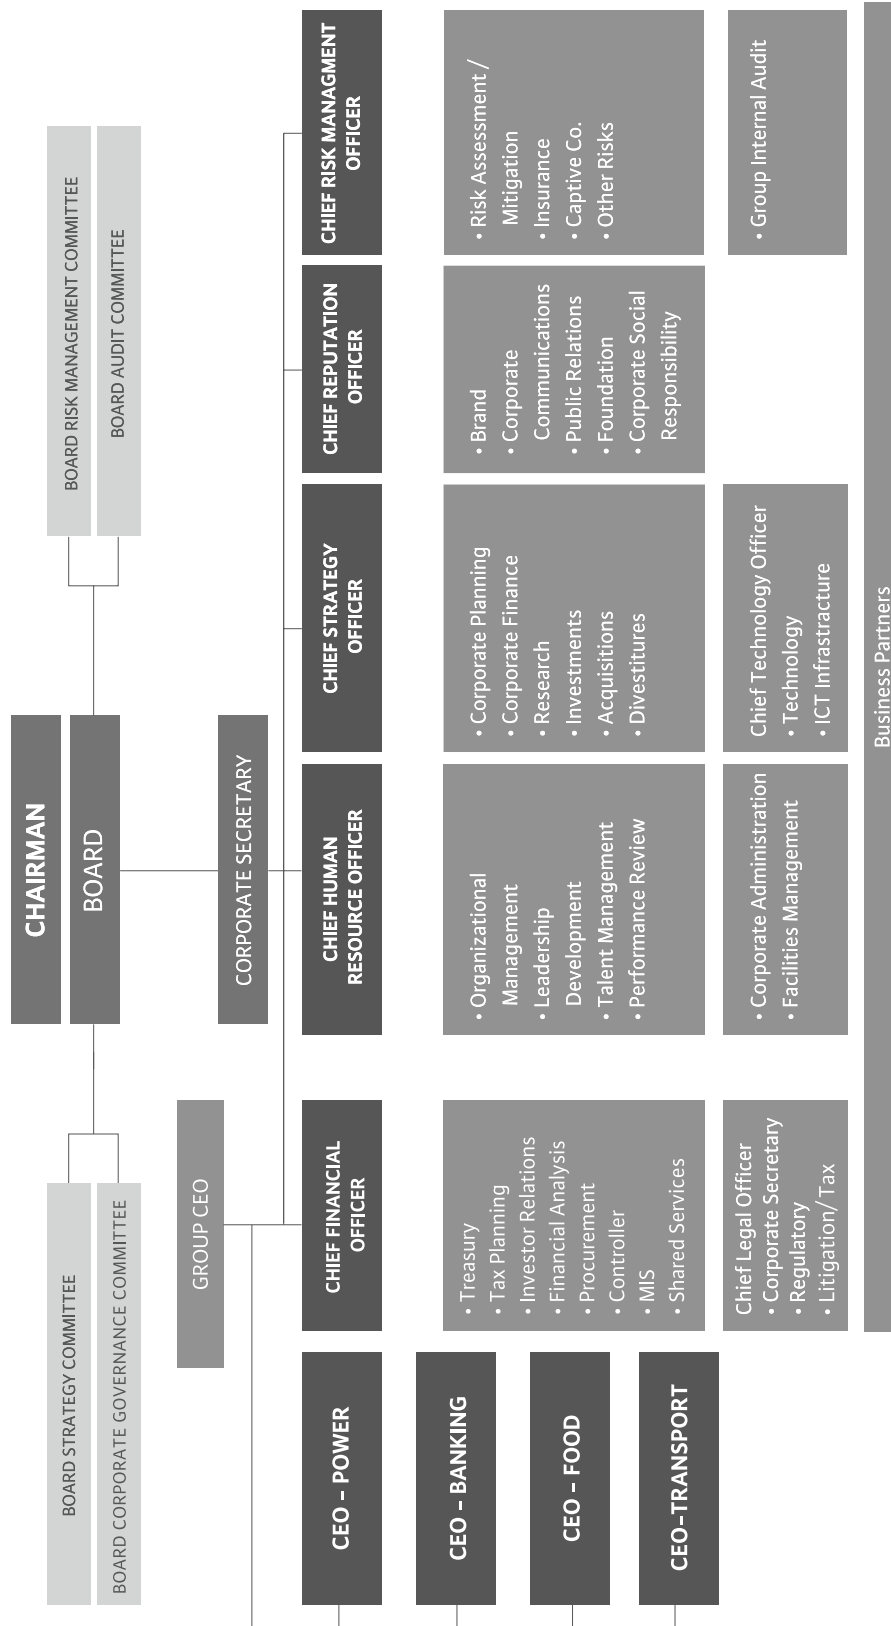 CHAIRMAN
BOARD
BOARD STRATEGY COMMITTEE
BOARD CORPORATE GOVERNANCE COMMITTEE
BOARD RISK MANAGEMENT COMMITTEE
BOARD AUDIT COMMITTEE
GROUP CEO
CORPORATE SECRETARY
CEO – POWER
CEO – BANKING
CEO – FOOD
CEO–TRANSPORT
CHIEF FINANCIAL
OFFICER
• Treasury
• Tax Planning
• Investor Relations
• Financial Analysis
• Procurement
• Controller
• MIS
• Shared Services
Chief Legal Officer
• Corporate Secretary
• Regulatory
• Litigation/ Tax
CHIEF HUMAN
RESOURCE OFFICER
• Organizational
Management
• Leadership
Development
• Talent Management
• Performance Review
• Corporate Administration
• Facilities Management
CHIEF STRATEGY
OFFICER
• Corporate Planning
• Corporate Finance
• Research
• Investments
• Acquisitions
• Divestitures
Chief Technology Officer
• Technology
• ICT Infrastracture
CHIEF REPUTATION
OFFICER
• Brand
• Corporate
Communications
• Public Relations
• Foundation
• Corporate Social
Responsibility
CHIEF RISK MANAGMENT
OFFICER
• Risk Assessment /
Mitigation
• Insurance
• Captive Co.
• Other Risks
• Group Internal Audit
Business Partners